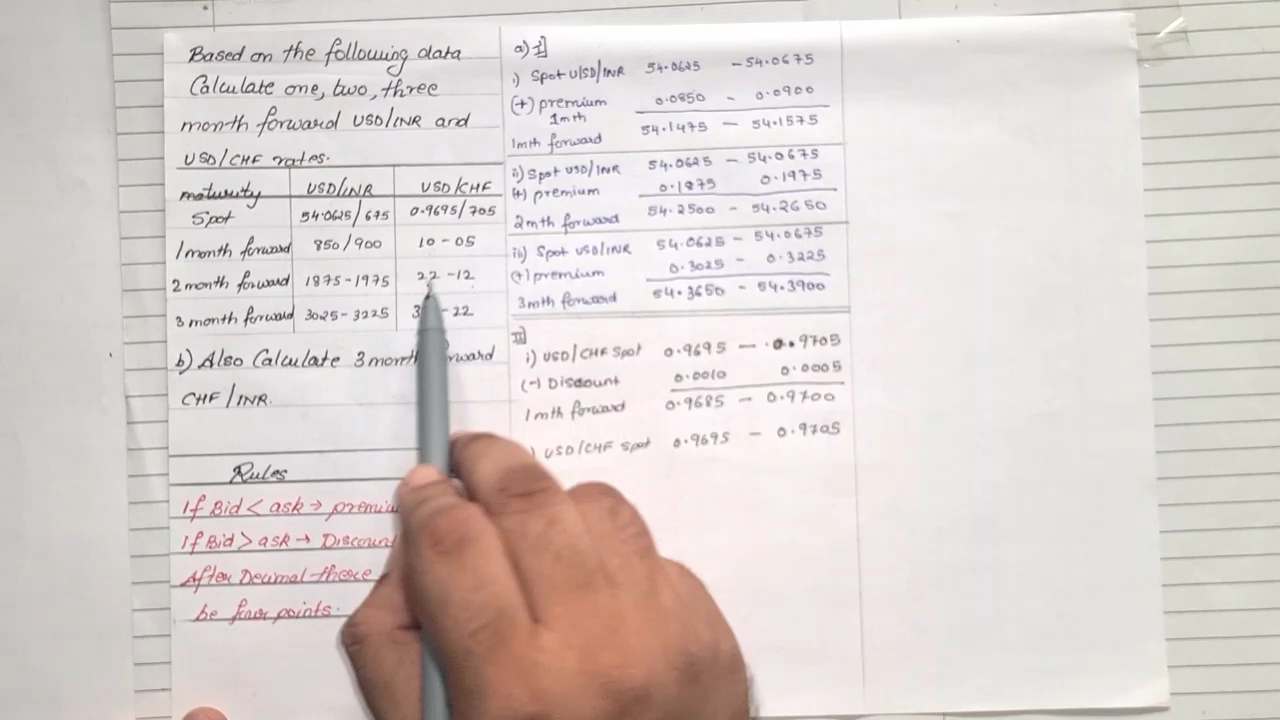 Based on the following data
Calculate one, two, three
month forward USD/INR and
USD/CHF rates.
maturity USD/INR USD/CHF
Spot 54.0625/675 0.9695/705
1 month forward 850/900 10-05
2 month forward 1875-1975 22-12
3 month forward 3025-3225 3 -22
b) Also Calculate 3 month
CHF/INR.
Rules
If Bid < ask → 
If Bid > ask → Discount
After Decimal there
be four points.
a) I]
i) Spot USD/INR 54.0625 - 54.0675
(+) premium 0.0850 - 0.0900
1mth
1mth forward 54.1475 - 54.1575
ii) Spot USD/INR 54.0625 - 54.0675
(+) premium 0.1875 0.1975
2mth forward 54.2500 - 54.2650
iii) Spot USD/INR 54.0625 - 54.0675
(+) premium 0.3025 - 0.3225
3mth forward 54.3650 - 54.3900
II]
i) USD/CHF Spot 0.9695 - 0.9705
(-) Discount 0.0010 0.0005
1mth forward 0.9685 - 0.9700
) USD/CHF Spot 0.9695 - 0.9705